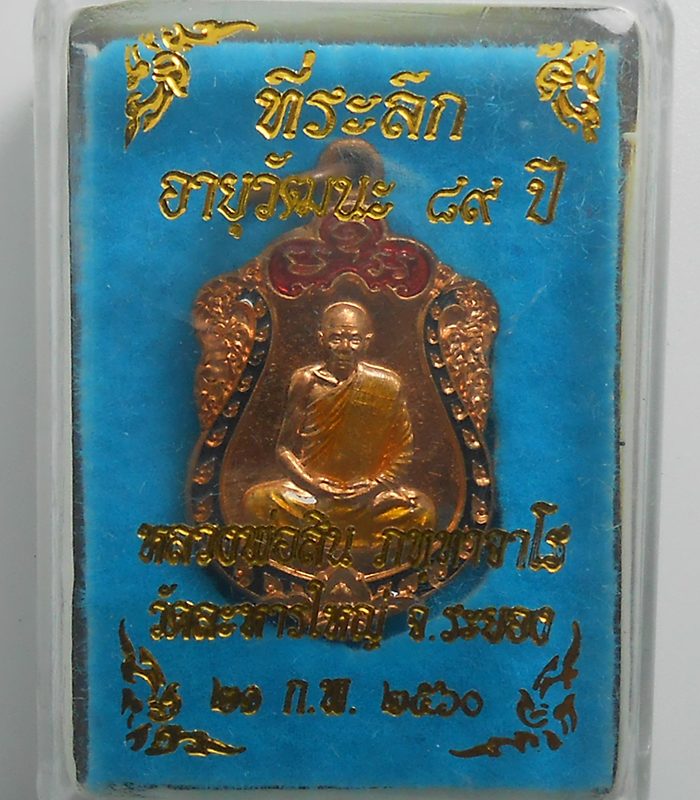 ที่ระลึก
อายุวัฒนะ ๘๙ ปี
หลวงพ่อสิน ภทฺทาจาโร
วัดละหารใหญ่ จ.ระยอง
๒๑ ก.พ. ๒๕๖๐